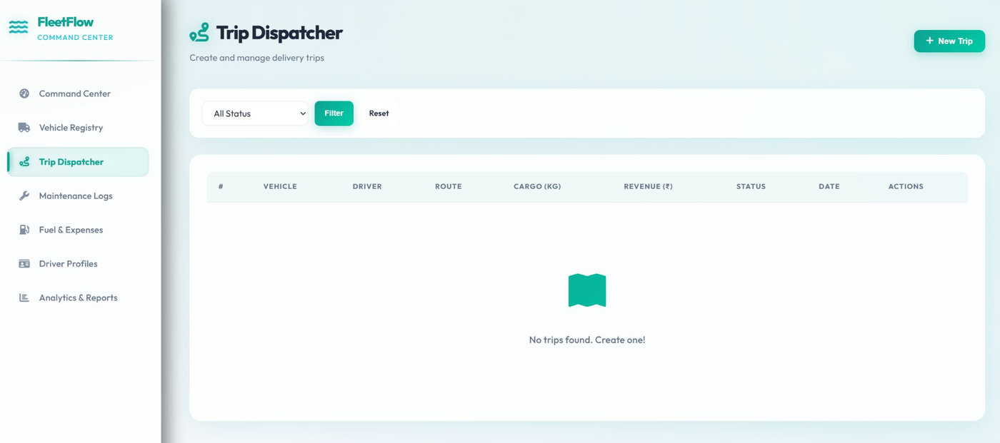 FleetFlow
COMMAND CENTER
Command Center
Vehicle Registry
Trip Dispatcher
Maintenance Logs
Fuel & Expenses
Driver Profiles
Analytics & Reports
Trip Dispatcher
Create and manage delivery trips
+ New Trip
All Status Filter Reset
# VEHICLE DRIVER ROUTE CARGO (KG) REVENUE (₹) STATUS DATE ACTIONS
No trips found. Create one!